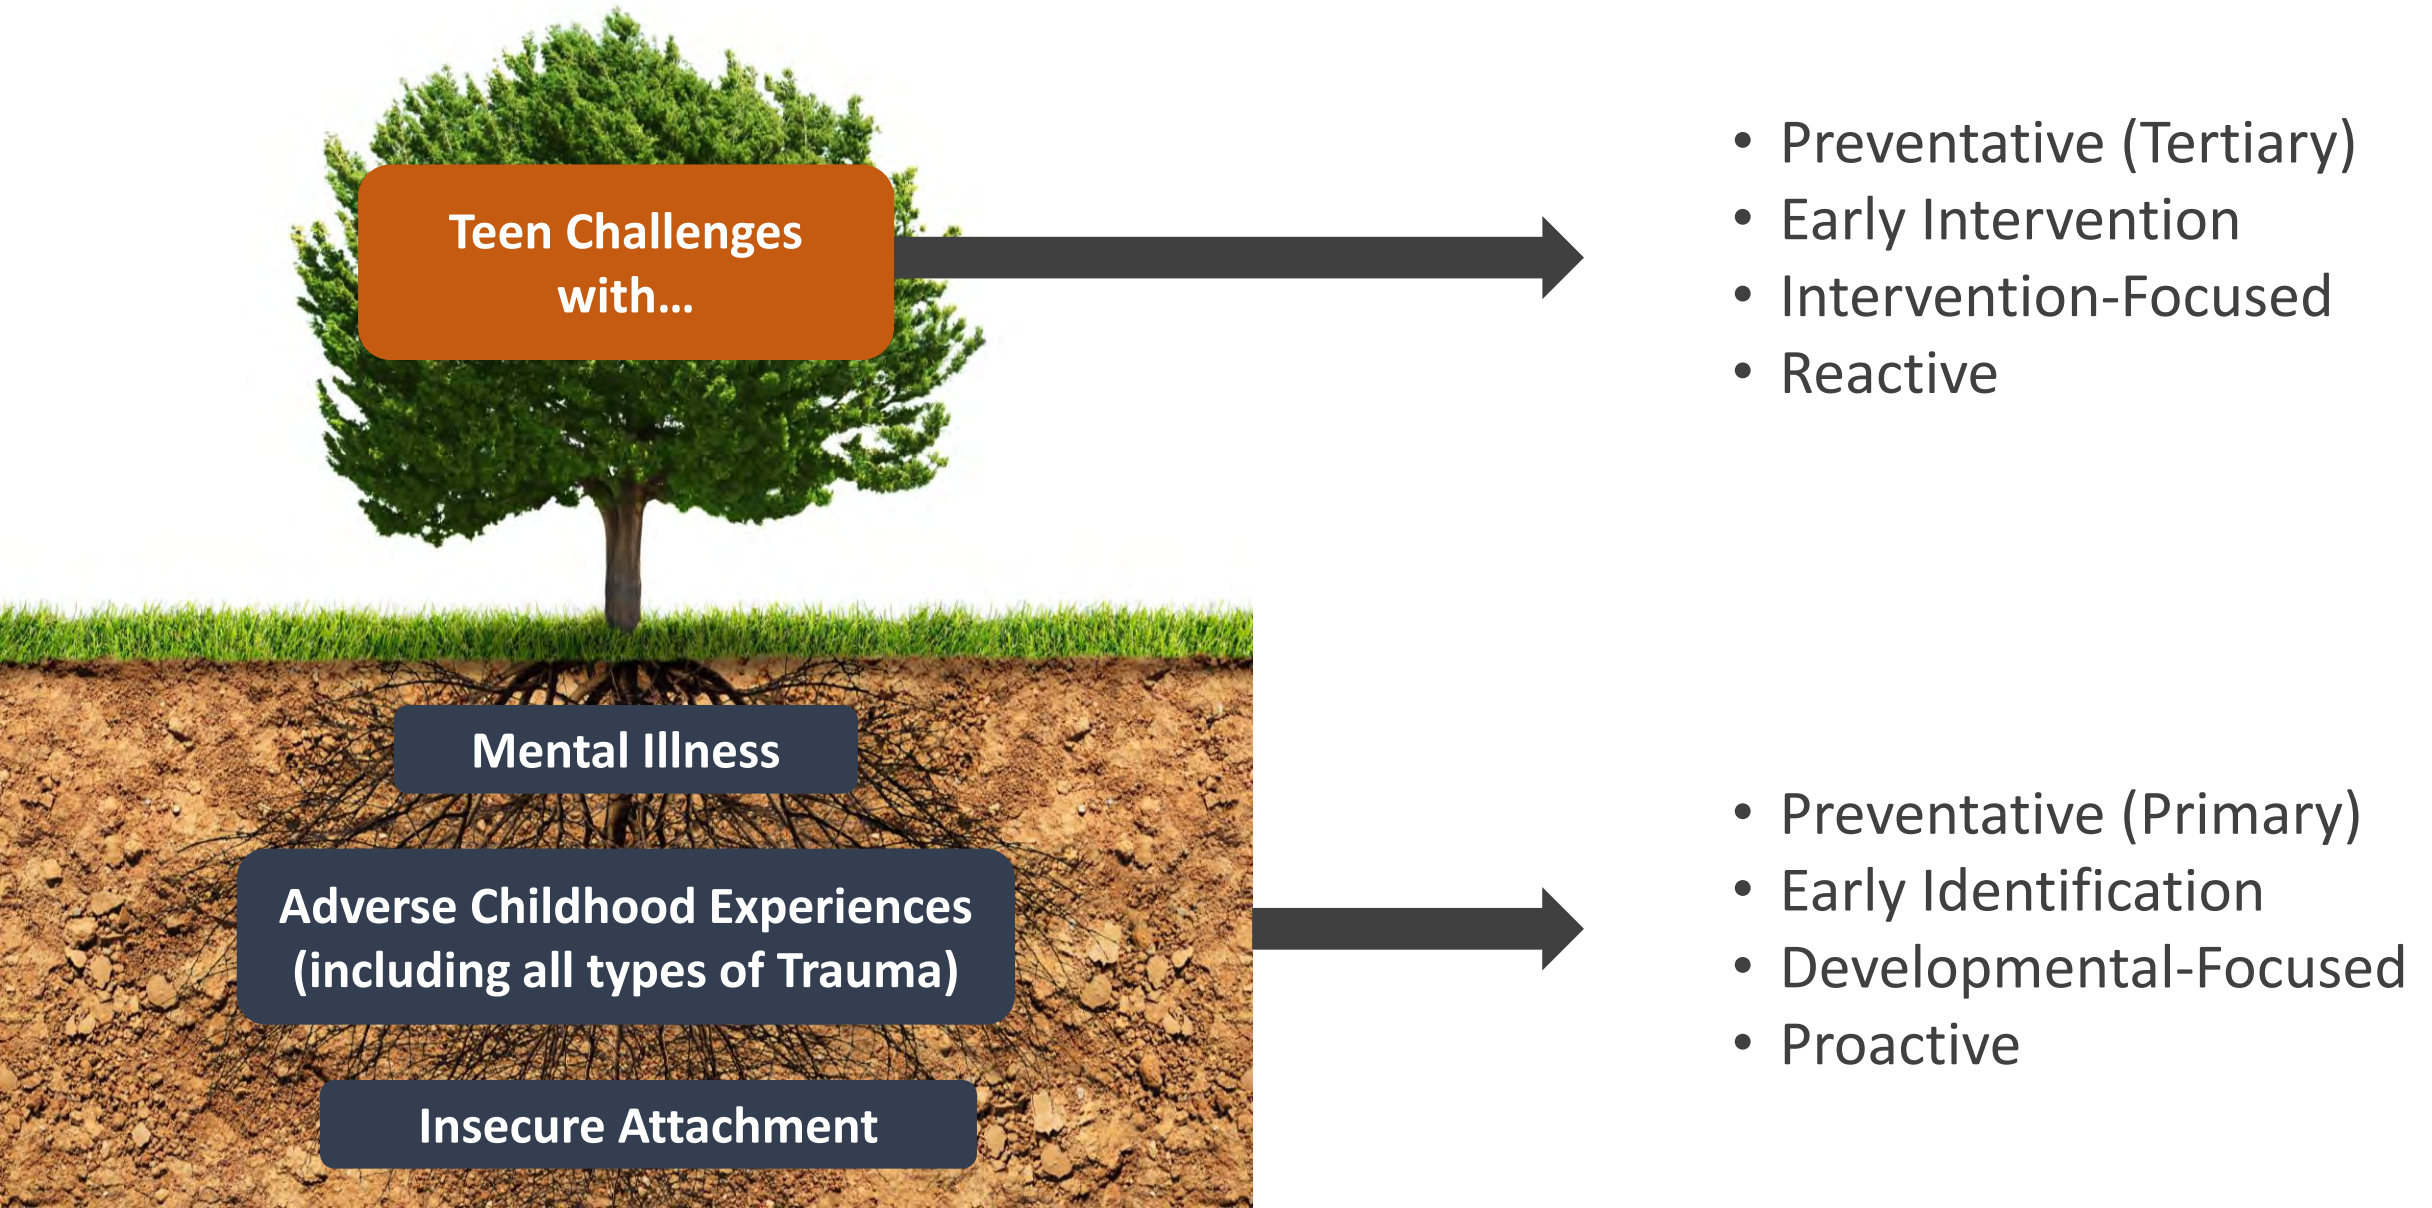 Teen Challenges
with…
• Preventative (Tertiary)
• Early Intervention
• Intervention-Focused
• Reactive
Mental Illness
Adverse Childhood Experiences
(including all types of Trauma)
Insecure Attachment
• Preventative (Primary)
• Early Identification
• Developmental-Focused
• Proactive